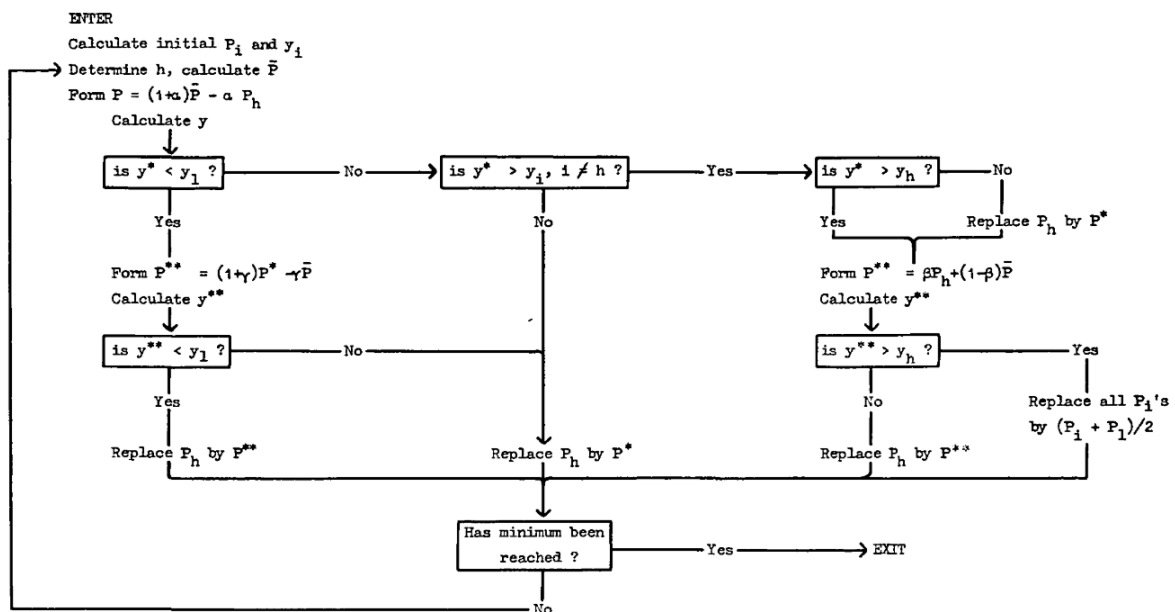 ENTER
Calculate initial P_i and y_i
Determine h, calculate P̄
Form P = (1+α)P̄ - α P_h
Calculate y
is y* < y_l ?
No
is y* > y_i, i ≠ h ?
Yes
is y* > y_h ?
No
Yes
No
Yes
Replace P_h by P*
Form P** = (1+γ)P* -γP̄
Form P** = βP_h+(1-β)P̄
Calculate y**
Calculate y**
is y** < y_l ?
No
is y** > y_h ?
Yes
Yes
No
Replace all P_i's
by (P_i + P_l)/2
Replace P_h by P**
Replace P_h by P*
Replace P_h by P**
Has minimum been
reached ?
Yes
EXIT
No